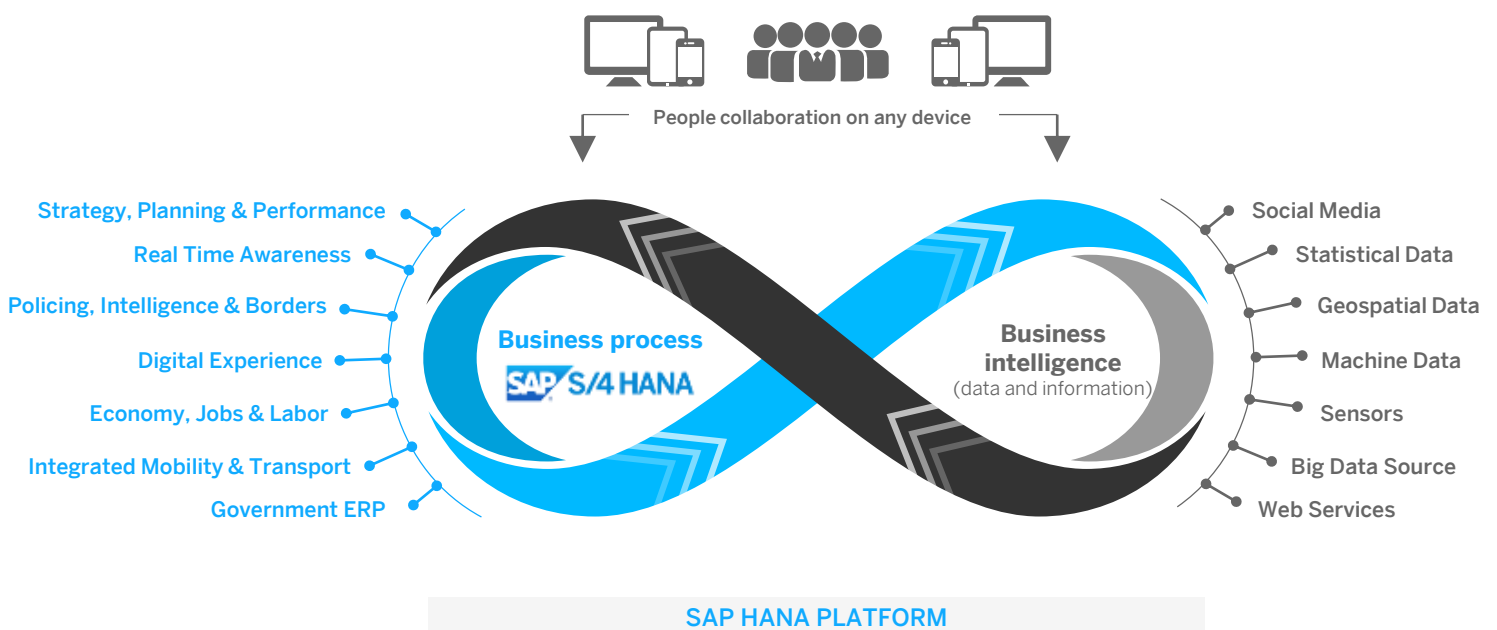 People collaboration on any device
Strategy, Planning & Performance
Real Time Awareness
Policing, Intelligence & Borders
Digital Experience
Economy, Jobs & Labor
Integrated Mobility & Transport
Government ERP
Business process
SAP S/4 HANA
Business
intelligence
(data and information)
Social Media
Statistical Data
Geospatial Data
Machine Data
Sensors
Big Data Source
Web Services
SAP HANA PLATFORM